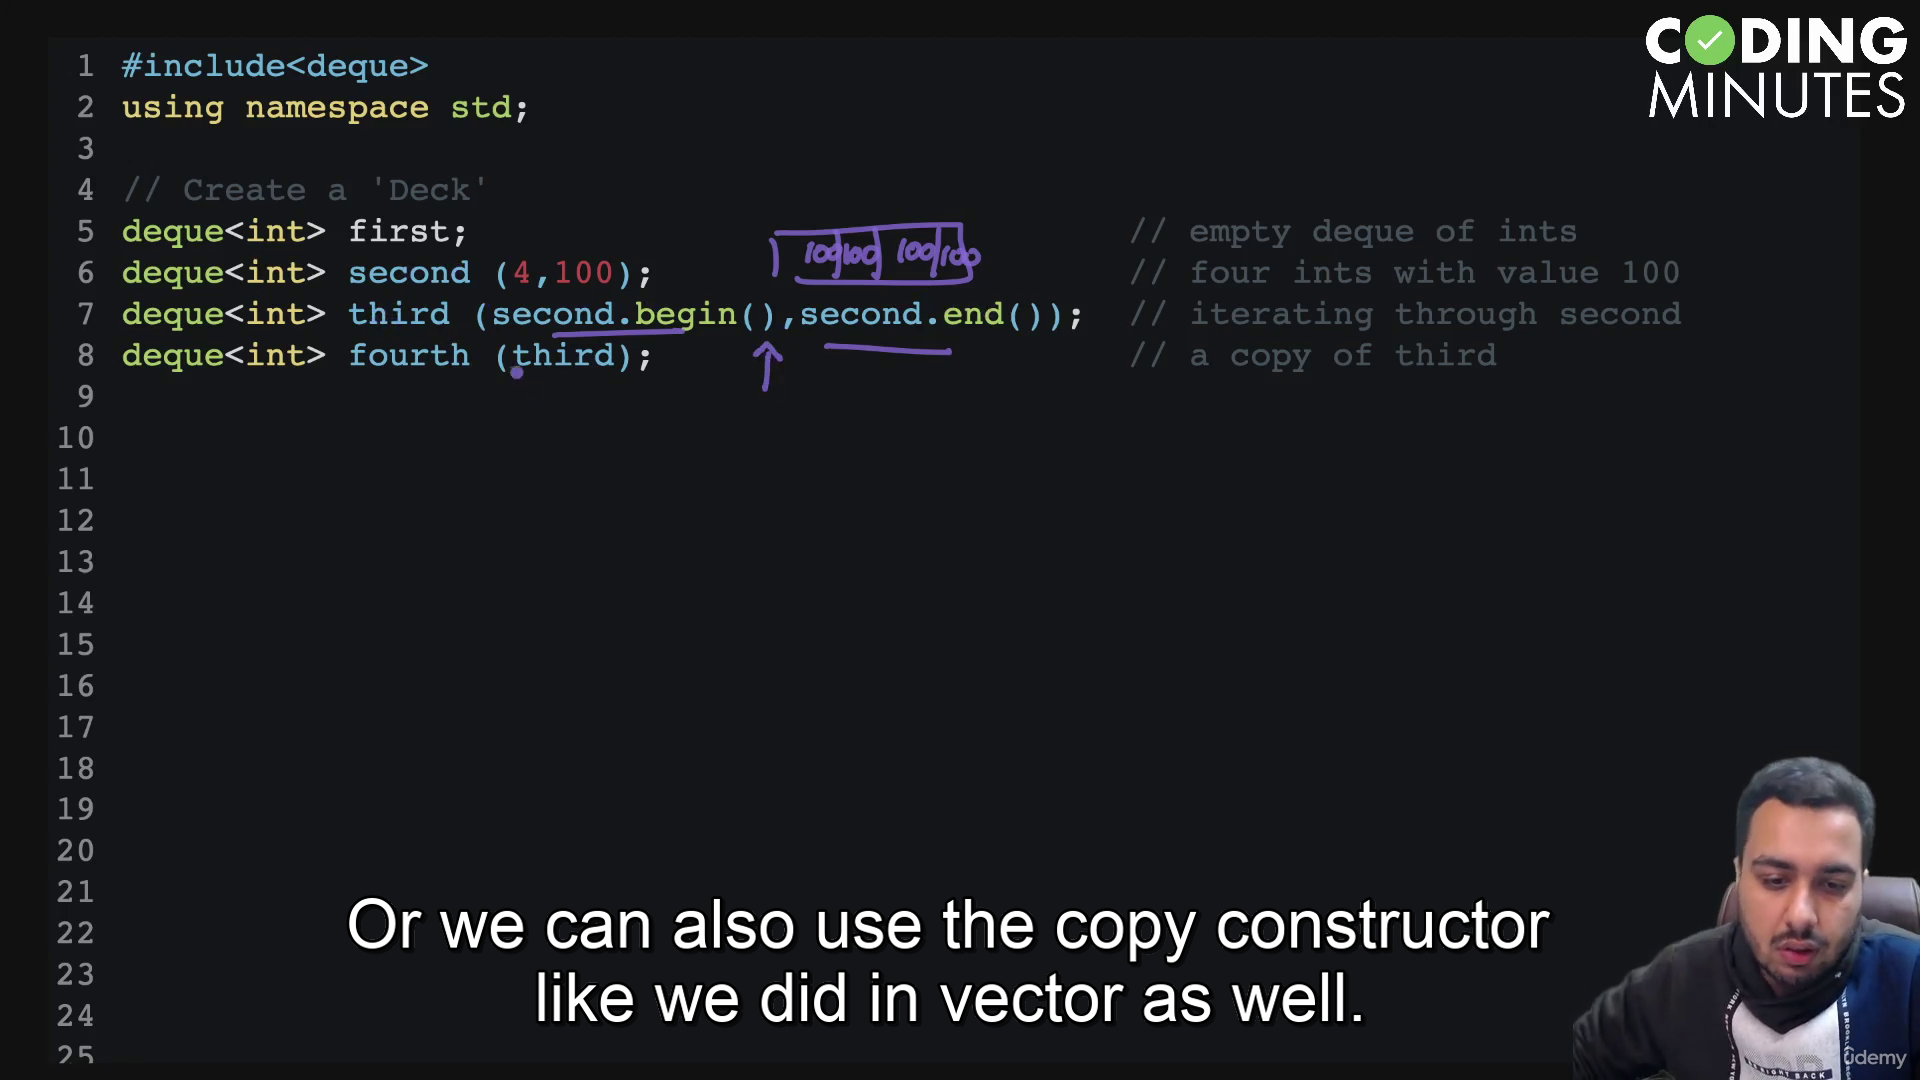 CODING
MINUTES
1 #include<deque>
2 using namespace std;
3
4 // Create a 'Deck'
5 deque<int> first; // empty deque of ints
6 deque<int> second (4,100); 100 100 100 100 // four ints with value 100
7 deque<int> third (second.begin(),second.end()); // iterating through second
8 deque<int> fourth (third); // a copy of third
9
10
11
12
13
14
15
16
17
18
19
20
21
22
23
24
25
Or we can also use the copy constructor
like we did in vector as well.
udemy